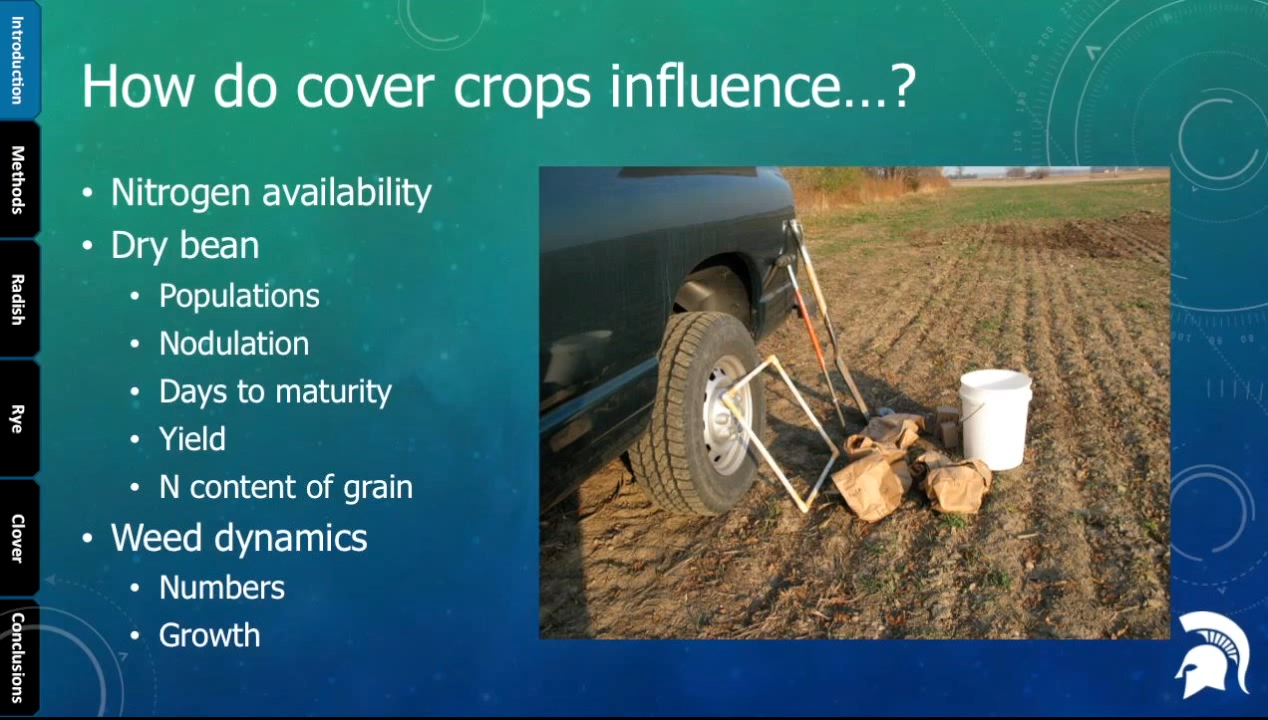 How do cover crops influence...?
Introduction
Methods
Radish
Rye
Clover
Conclusions
• Nitrogen availability
• Dry bean
• Populations
• Nodulation
• Days to maturity
• Yield
• N content of grain
• Weed dynamics
• Numbers
• Growth